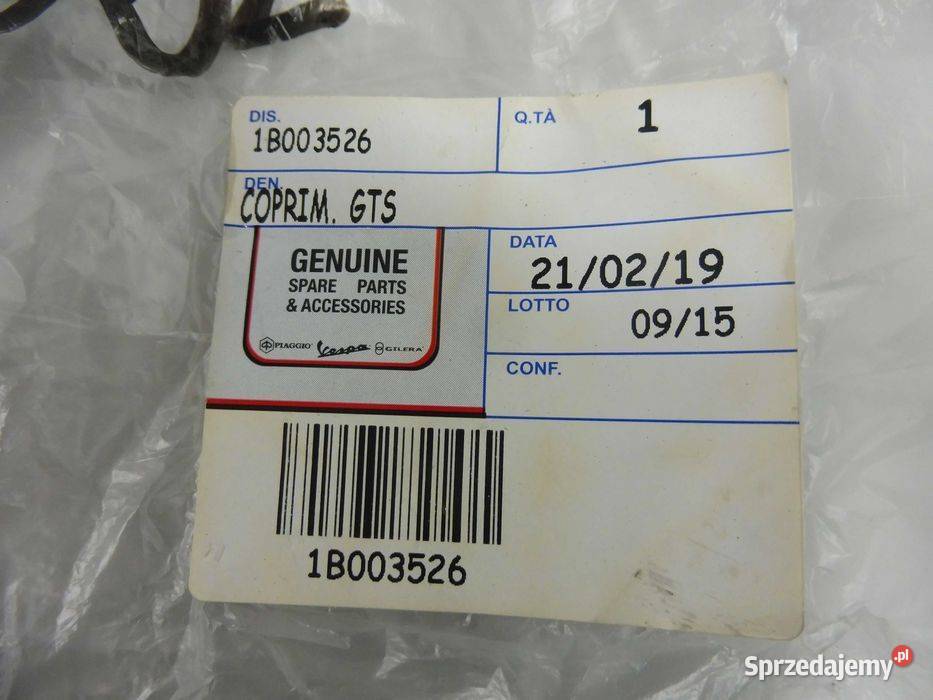 DIS.
1B003526
Q.TÀ
1
DEN.
COPRIM. GTS
GENUINE
SPARE PARTS
& ACCESSORIES
PIAGGIO Vespa GILERA
DATA
21/02/19
LOTTO
09/15
CONF.
1B003526
Sprzedajemy.pl